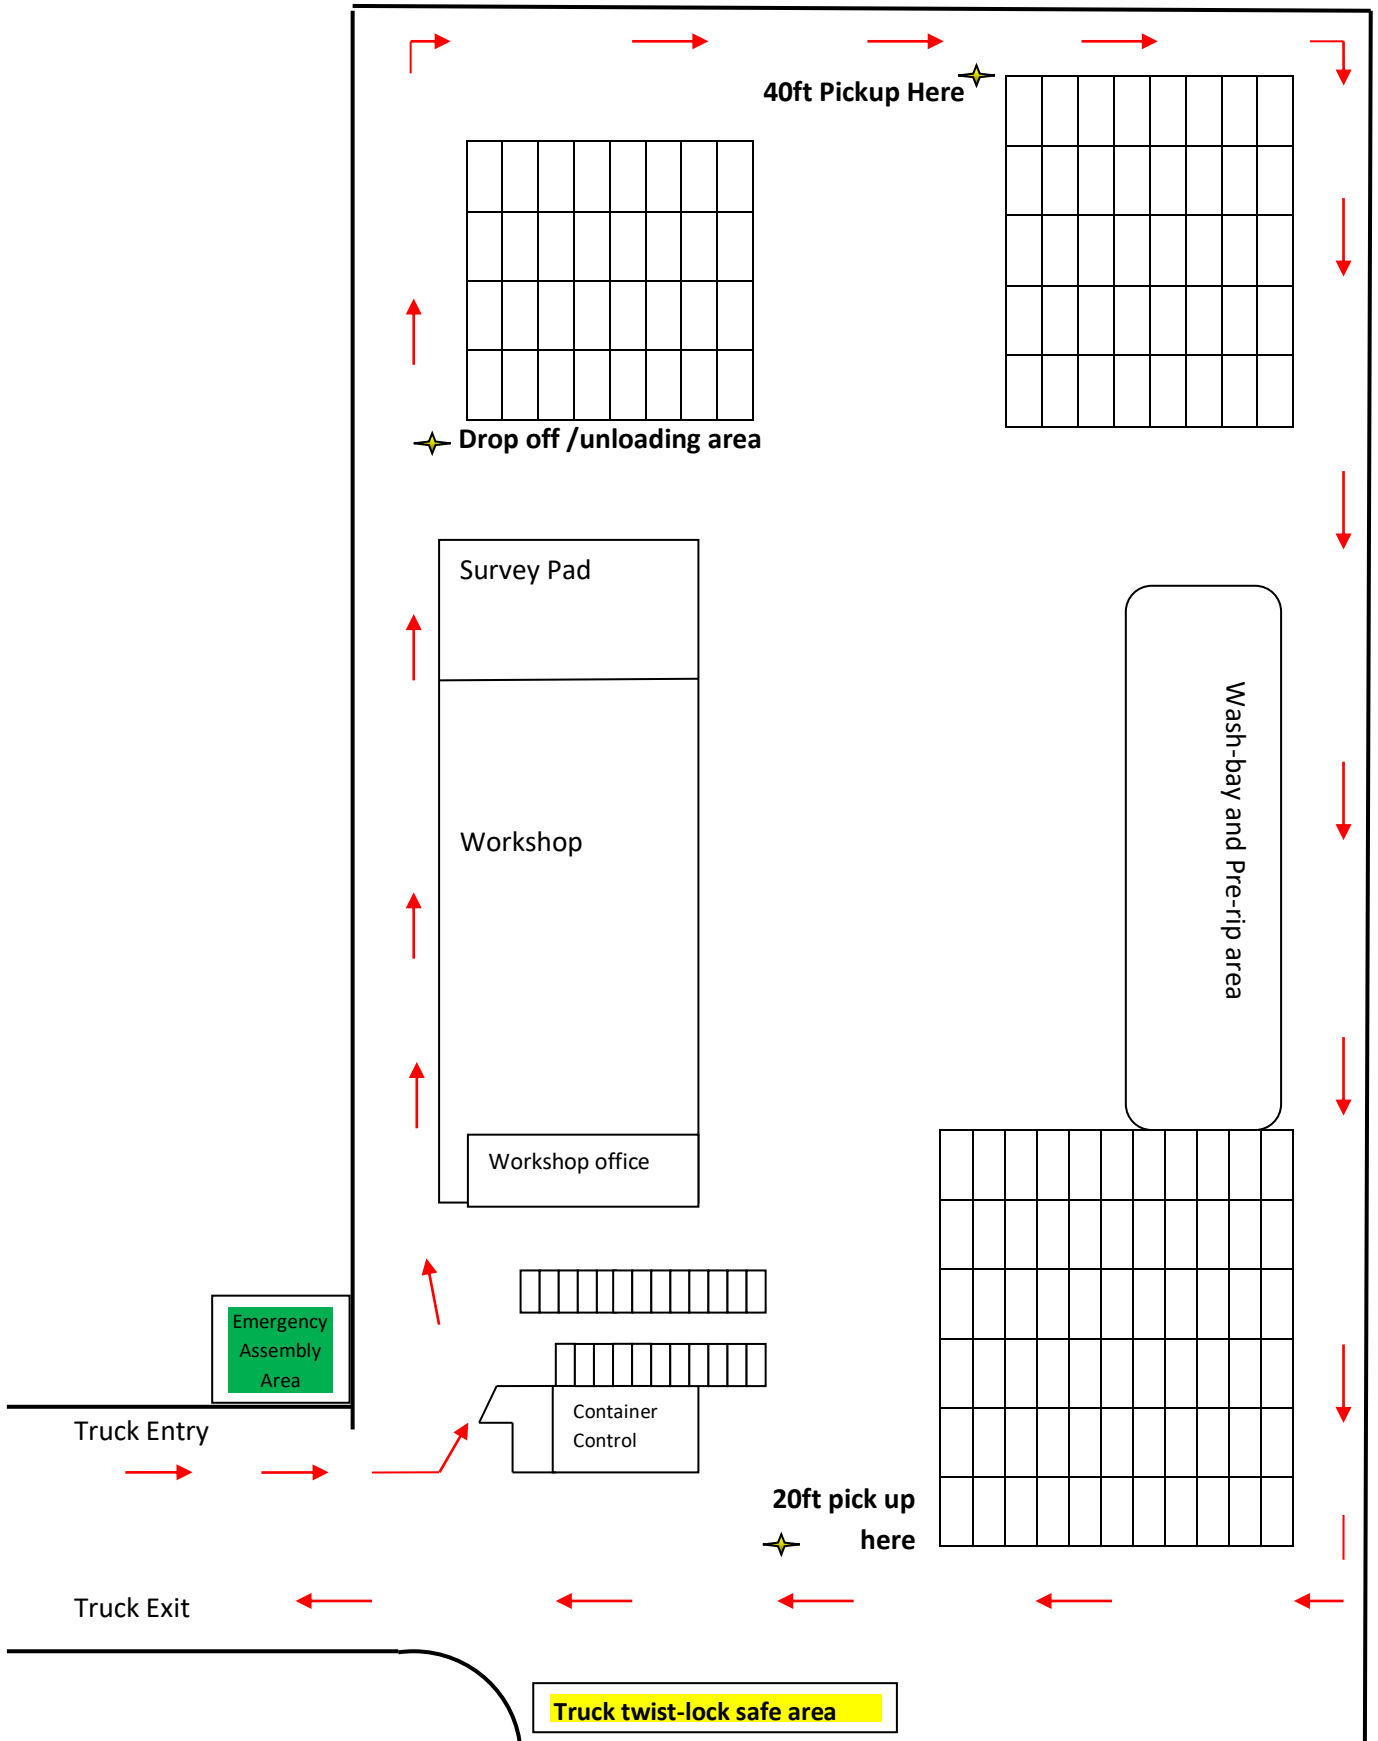 40ft Pickup Here
Drop off /unloading area
Survey Pad
Wash-bay and Pre-rip area
Workshop
Workshop office
Emergency
Assembly
Area
Truck Entry
Container
Control
20ft pick up
here
Truck Exit
Truck twist-lock safe area